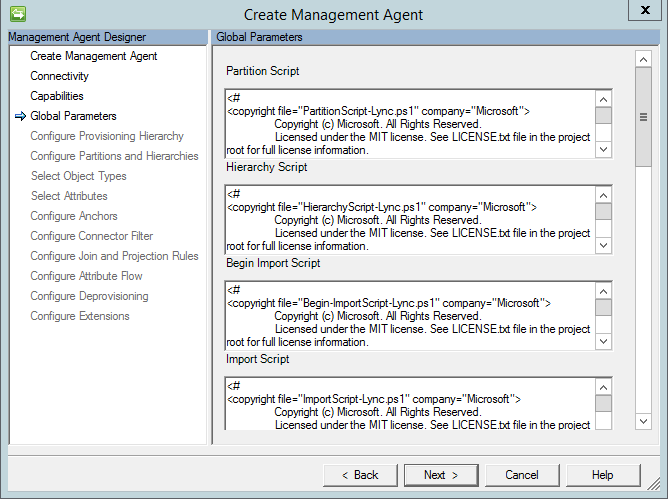 Create Management Agent
x
Management Agent Designer
Create Management Agent
Connectivity
Capabilities
Global Parameters
Configure Provisioning Hierarchy
Configure Partitions and Hierarchies
Select Object Types
Select Attributes
Configure Anchors
Configure Connector Filter
Configure Join and Projection Rules
Configure Attribute Flow
Configure Deprovisioning
Configure Extensions
Global Parameters
Partition Script
<#
<copyright file="PartitionScript-Lync.ps1" company="Microsoft">
Copyright (c) Microsoft. All Rights Reserved.
Licensed under the MIT license. See LICENSE.txt file in the project
root for full license information.
Hierarchy Script
<#
<copyright file="HierarchyScript-Lync.ps1" company="Microsoft">
Copyright (c) Microsoft. All Rights Reserved.
Licensed under the MIT license. See LICENSE.txt file in the project
root for full license information.
Begin Import Script
<#
<copyright file="Begin-ImportScript-Lync.ps1" company="Microsoft">
Copyright (c) Microsoft. All Rights Reserved.
Licensed under the MIT license. See LICENSE.txt file in the project
root for full license information.
Import Script
<#
<copyright file="ImportScript-Lync.ps1" company="Microsoft">
Copyright (c) Microsoft. All Rights Reserved.
Licensed under the MIT license. See LICENSE.txt file in the project
< Back
Next >
Cancel
Help